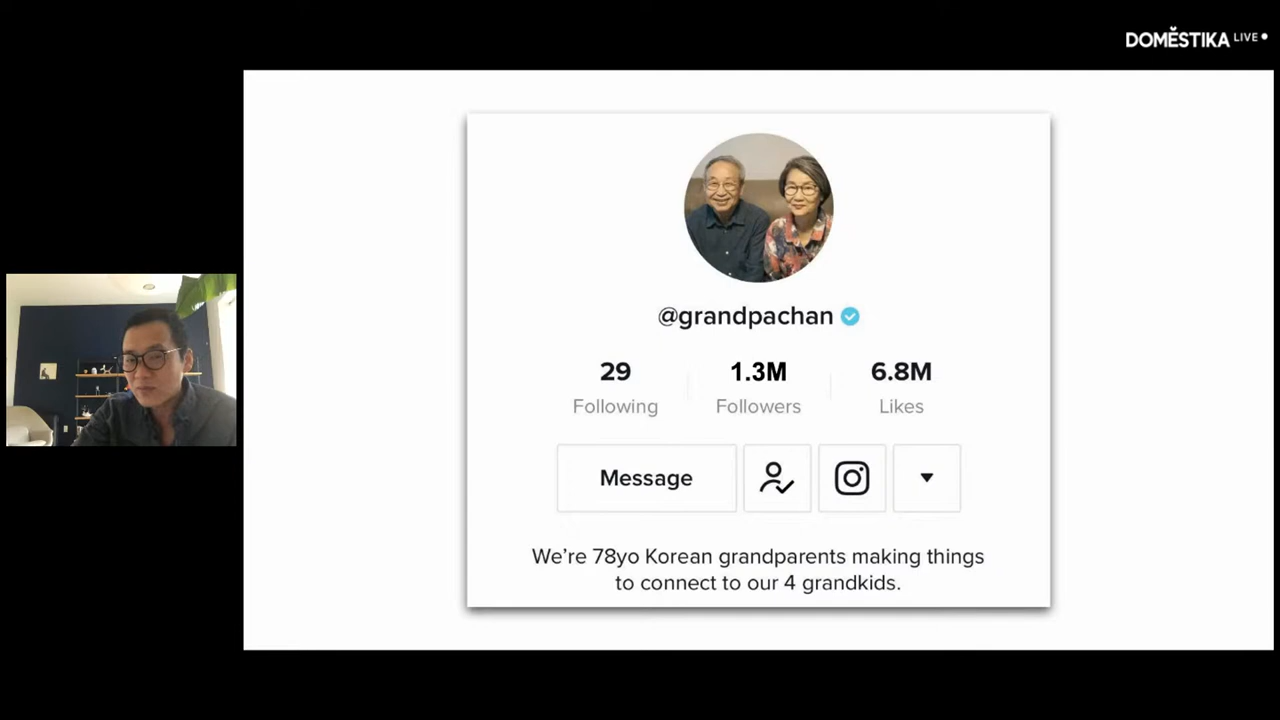 DOMĚSTIKA LIVE
@grandpachan
29 1.3M 6.8M
Following Followers Likes
Message
We're 78yo Korean grandparents making things
to connect to our 4 grandkids.